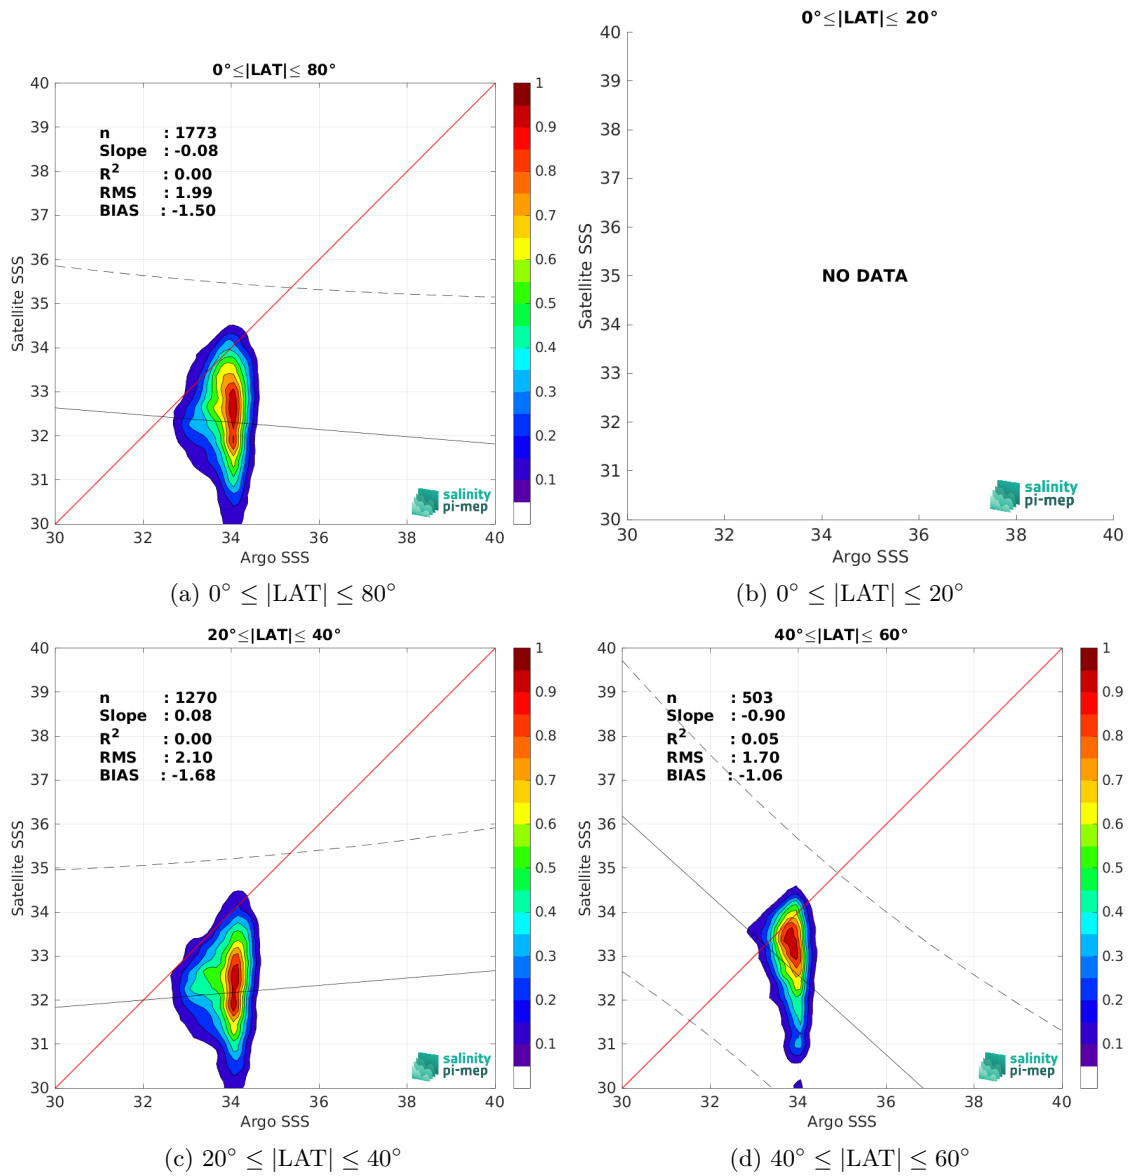 0°≤|LAT|≤ 80°
40
39
38
37
36
35
34
33
32
31
30
Satellite SSS
n : 1773
Slope : -0.08
R² : 0.00
RMS : 1.99
BIAS : -1.50
salinity
pi-mep
30 32 34 36 38 40
Argo SSS
1
0.9
0.8
0.7
0.6
0.5
0.4
0.3
0.2
0.1
(a) 0° ≤ |LAT| ≤ 80°
0°≤|LAT|≤ 20°
40
39
38
37
36
35
34
33
32
31
30
Satellite SSS
NO DATA
salinity
pi-mep
30 32 34 36 38 40
Argo SSS
(b) 0° ≤ |LAT| ≤ 20°
20°≤|LAT|≤ 40°
40
39
38
37
36
35
34
33
32
31
30
Satellite SSS
n : 1270
Slope : 0.08
R² : 0.00
RMS : 2.10
BIAS : -1.68
salinity
pi-mep
30 32 34 36 38 40
Argo SSS
1
0.9
0.8
0.7
0.6
0.5
0.4
0.3
0.2
0.1
(c) 20° ≤ |LAT| ≤ 40°
40°≤|LAT|≤ 60°
40
39
38
37
36
35
34
33
32
31
30
Satellite SSS
n : 503
Slope : -0.90
R² : 0.05
RMS : 1.70
BIAS : -1.06
salinity
pi-mep
30 32 34 36 38 40
Argo SSS
1
0.9
0.8
0.7
0.6
0.5
0.4
0.3
0.2
0.1
(d) 40° ≤ |LAT| ≤ 60°